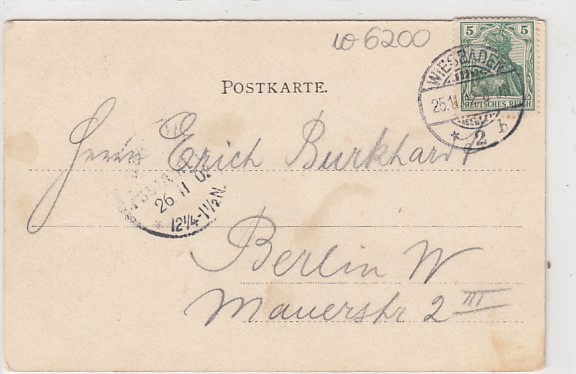 w 6200
5 5
DEUTSCHES REICH
WIESBADEN
25.11
* 2 b
POSTKARTE.
Herrn Erich Burkhardt
26 11 0
* 12¼-1½N.
Berlin W
Mauerstr 2 III